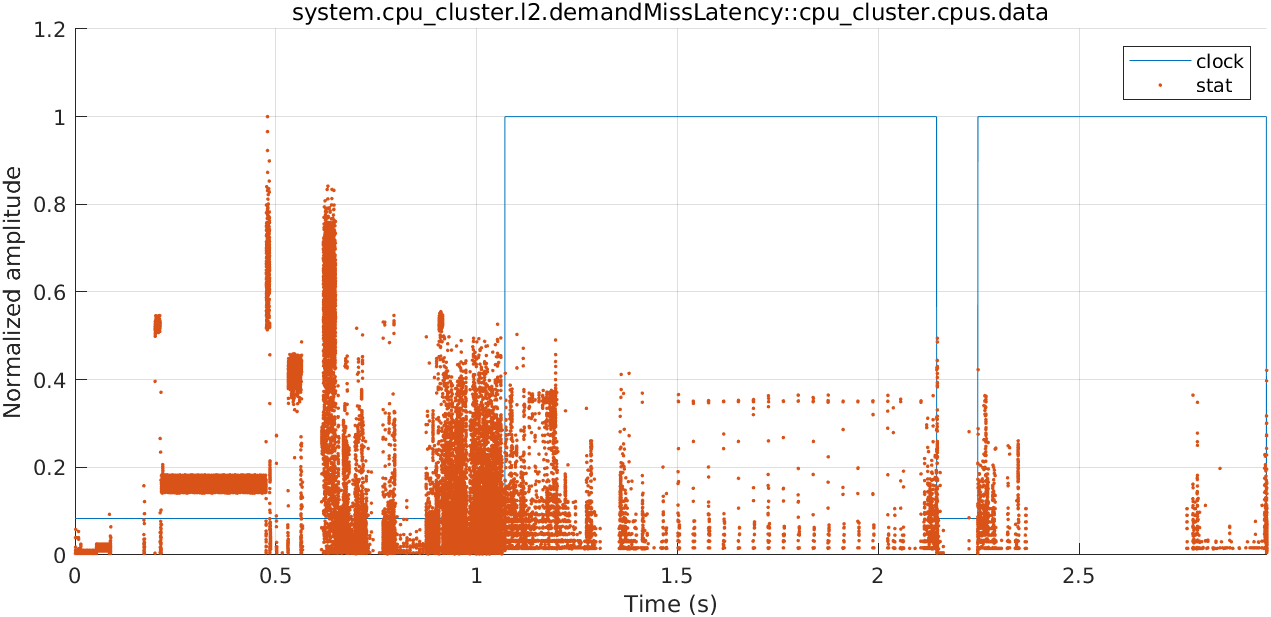 system.cpu_cluster.l2.demandMissLatency::cpu_cluster.cpus.data
1.2
1
0.8
0.6
0.4
0.2
0
Normalized amplitude
clock
stat
0 0.5 1 1.5 2 2.5
Time (s)